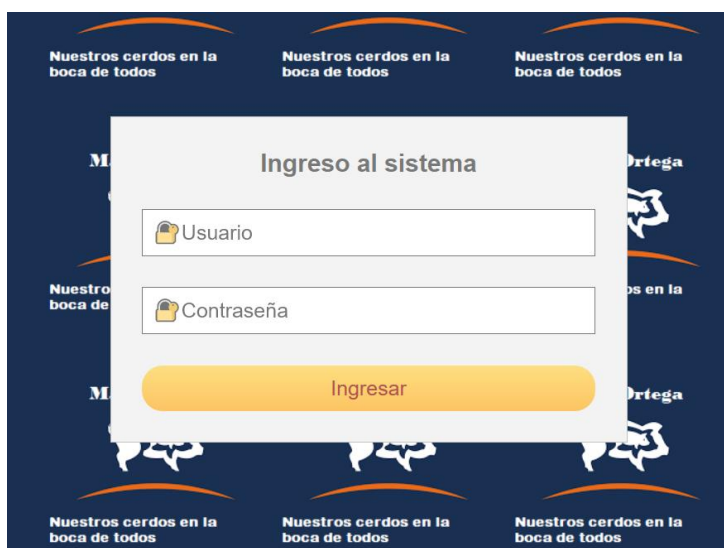 Nuestros cerdos en la
boca de todos
Nuestros cerdos en la
boca de todos
Nuestros cerdos en la
boca de todos
Ingreso al sistema
Usuario
Contraseña
Ingresar
Nuestros cerdos en la
boca de todos
Nuestros cerdos en la
boca de todos
Nuestros cerdos en la
boca de todos